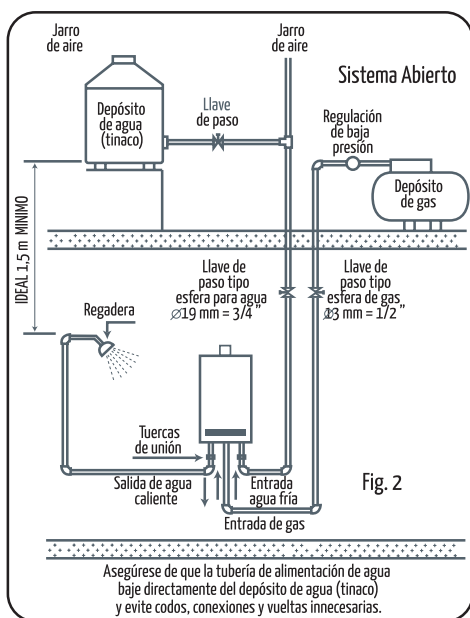 Jarro
de aire
Jarro
de aire
Sistema Abierto
Depósito
de agua
(tinaco)
Llave
de paso
Regulación
de baja
presión
Depósito
de gas
IDEAL 1,5 m MINIMO
Llave de
paso tipo
esfera para agua
∅19 mm = 3/4"
Llave de
paso tipo
esfera de gas
∅13 mm = 1/2"
Regadera
Tuercas
de unión
Salida de agua
caliente
Entrada
agua fría
Entrada de gas
Fig. 2
Asegúrese de que la tubería de alimentación de agua
baje directamente del depósito de agua (tinaco)
y evite codos, conexiones y vueltas innecesarias.